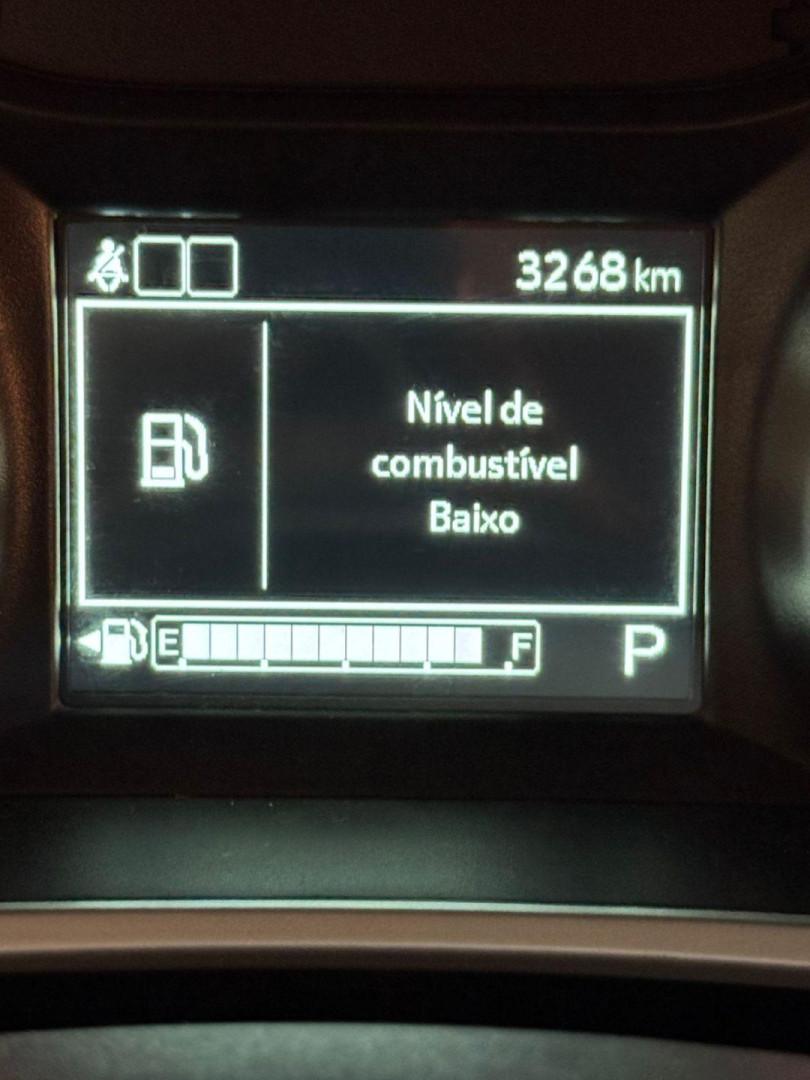 3268 km
Nível de
combustível
Baixo
E F P